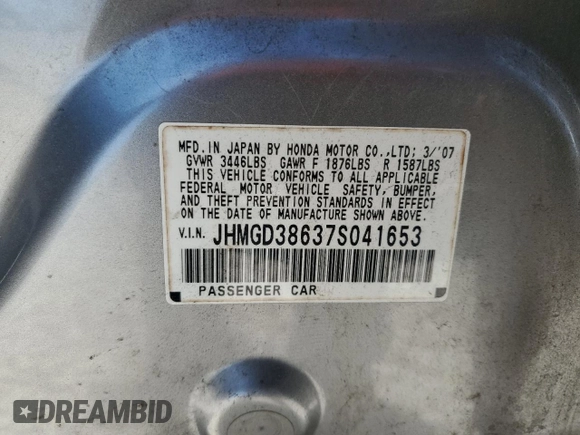 MFD.IN JAPAN BY HONDA MOTOR CO.,LTD; 3/'07
GVWR 3446LBS GAWR F 1876LBS R 1587LBS
THIS VEHICLE CONFORMS TO ALL APPLICABLE
FEDERAL MOTOR VEHICLE SAFETY, BUMPER,
AND THEFT PREVENTION STANDARDS IN EFFECT
ON THE DATE OF MANUFACTURE SHOWN ABOVE.
V.I.N. JHMGD38637S041653
PASSENGER CAR
DREAMBID